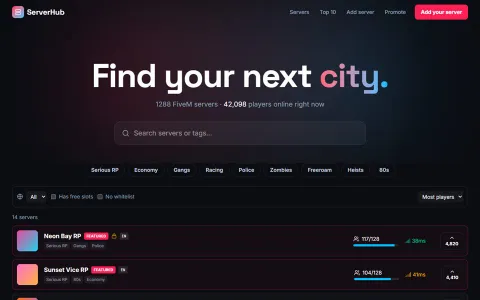 ServerHub
Servers Top 10 Add server Promote Add your server
Find your next city.
1288 FiveM servers · 42,098 players online right now
Search servers or tags...
Serious RP Economy Gangs Racing Police Zombies Freeroam Heists 80s
All Has free slots No whitelist Most players
14 servers
Neon Bay RP FEATURED EN 117/128 38ms 4,820
Serious RP Gangs Police
Sunset Vice RP FEATURED EN 104/128 41ms 4,410
Serious RP 80s Economy